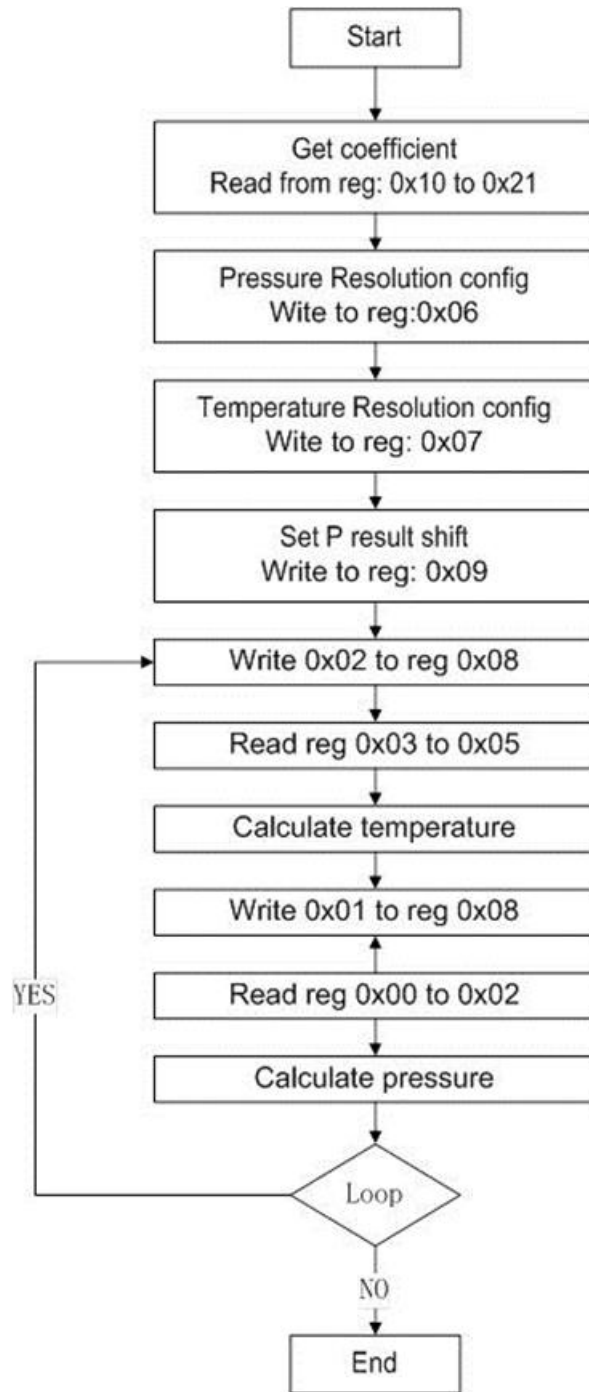 Start
Get coefficient
Read from reg: 0x10 to 0x21
Pressure Resolution config
Wite to reg:0x06
Temperature Resolution config
Wite to reg: 0x07
Set P result shift
Write to reg: 0x09
Write 0x02 to reg 0x08
Read reg 0x03 to 0x05
Calculate temperature
Write 0x01 to reg 0x08
YES
Read reg 0x00 to 0x02
Calculate pressure
Loop
NO
End